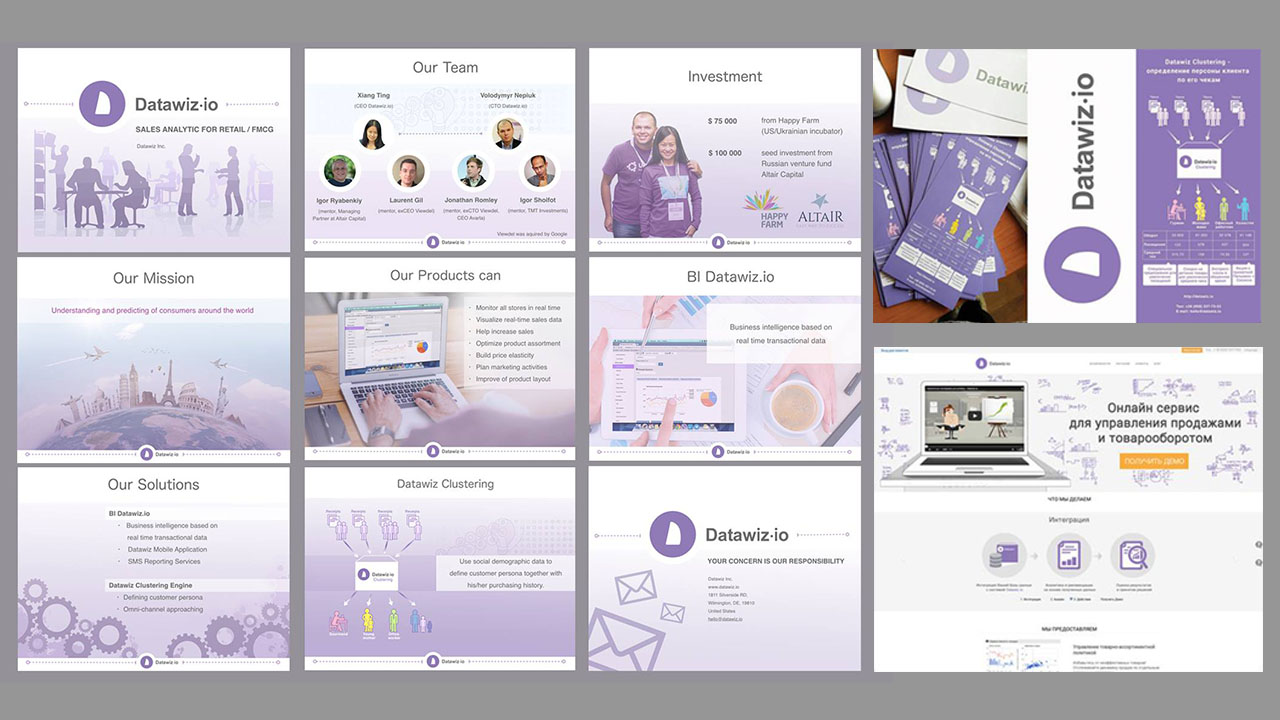 Datawiz·io
SALES ANALYTIC FOR RETAIL / FMCG
Datawiz Inc.
Our Team
Xiang Ting
(CEO Datawiz.io)
Volodymyr Nepiuk
(CTO Datawiz.io)
Igor Ryabenkiy
(mentor, Managing
Partner at Altair Capital)
Laurent Gil
(mentor, exCEO Viewdel)
Jonathan Romley
(mentor, exCTO Viewdel,
Igor Shoifot
(mentor, TMT Investments)
Viewdel was aquired by Google
Datawiz·io
Investment
$ 75 000
from Happy Farm
(US/Ukrainian incubator)
$ 100 000
seed investment from
Russian venture fund
Altair Capital
HAPPY
FARM
ALTAIR
Datawiz·io
Our Mission
Understanding and predicting of consumers around the world
Datawiz·io
Our Products can
Monitor all stores in real time
Visualize real-time sales data
Help increase sales
Optimize product assortment
Build price elasticity
Plan marketing activities
Improve of product layout
Datawiz·io
BI Datawiz.io
Business intelligence based on
real time transactional data
Datawiz·io
Our Solutions
BI Datawiz.io
Business intelligence based on
real time transactional data
Datawiz Mobile Application
SMS Reporting Services
Datawiz Clustering Engine
Defining customer persona
Omni-channel approaching
Datawiz·io
Datawiz Clustering
Receipts
Receipts
Receipts
Receipts
Datawiz·io
Clustering
Use social demographic data to
define customer persona together with
his/her purchasing history.
Datawiz·io
Datawiz·io
YOUR CONCERN IS OUR RESPONSIBILITY
Datawiz Inc.
www.datawiz.io
1811 Silverside RD,
Wilmington, DE, 19810
United States
hello@datawiz.io
Datawiz
Datawiz·io
Datawiz Clustering -
определение персоны клиента
по его чекам
Datawiz·io
Clustering
http://datawiz.io
Datawiz·io
Онлайн сервис
для управления продажами
и товарооборотом
ПОЛУЧИТЬ ДЕМО
ЧТО МЫ ДЕЛАЕМ
Интеграция
МЫ ПРЕДОСТАВЛЯЕМ
Управление товарно-ассортиментной
политикой